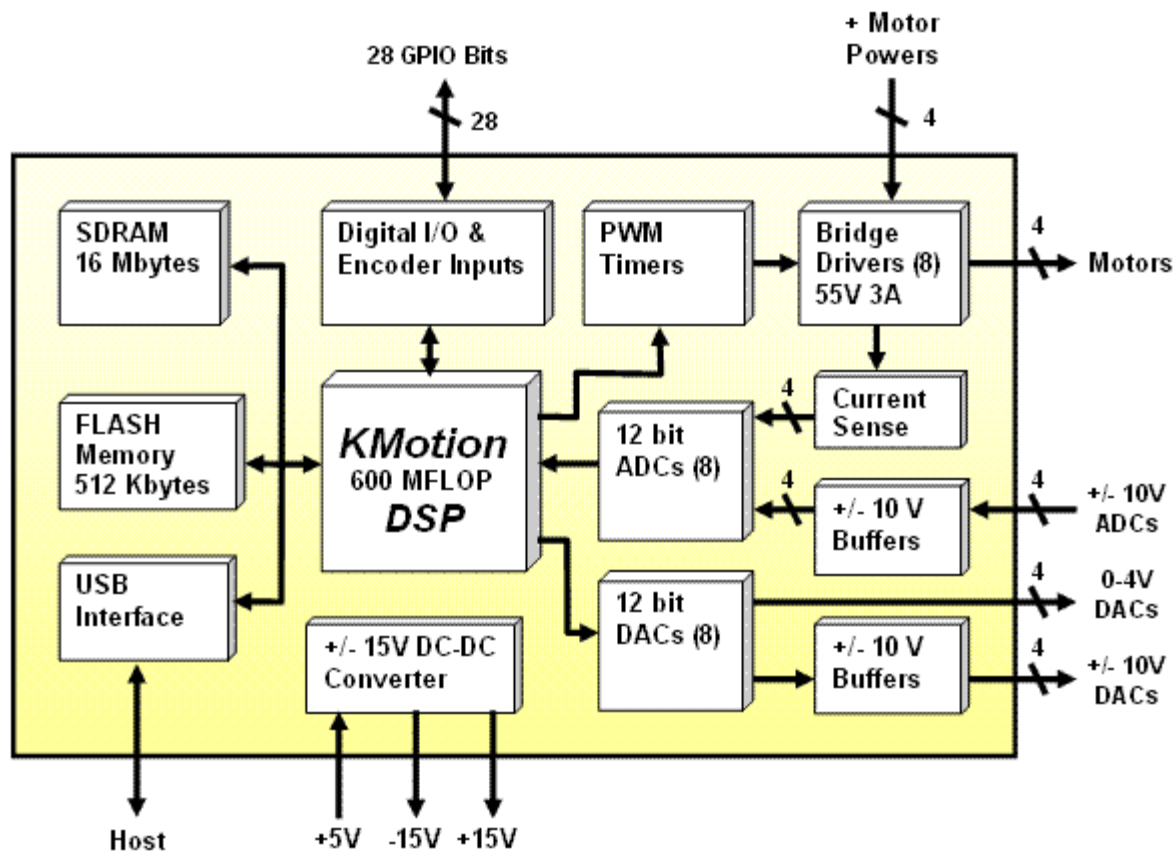 + Motor
Powers
28 GPIO Bits
28
4
SDRAM
16 Mbytes
Digital I/O &
Encoder Inputs
PWM
Timers
Bridge
Drivers (8)
55V 3A
4
Motors
FLASH
Memory
512 Kbytes
KMotion
600 MFLOP
DSP
12 bit
ADCs (8)
4
Current
Sense
4
+/- 10 V
Buffers
4
+/- 10V
ADCs
USB
Interface
+/- 15V DC-DC
Converter
12 bit
DACs (8)
4
0-4V
DACs
+/- 10 V
Buffers
4
+/- 10V
DACs
Host
+5V
-15V
+15V